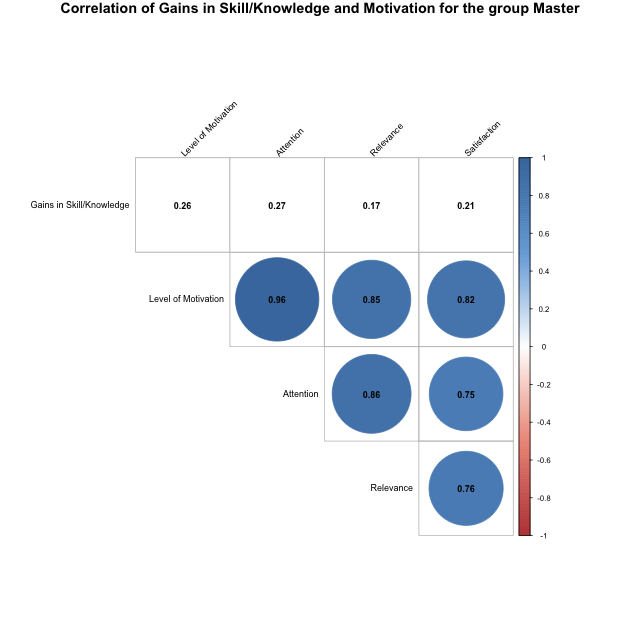 Correlation of Gains in Skill/Knowledge and Motivation for the group Master
Level of Motivation
Attention
Relevance
Satisfaction
Gains in Skill/Knowledge
0.26
0.27
0.17
0.21
Level of Motivation
0.96
0.85
0.82
Attention
0.86
0.75
Relevance
0.76
1
0.8
0.6
0.4
0.2
0
-0.2
-0.4
-0.6
-0.8
-1